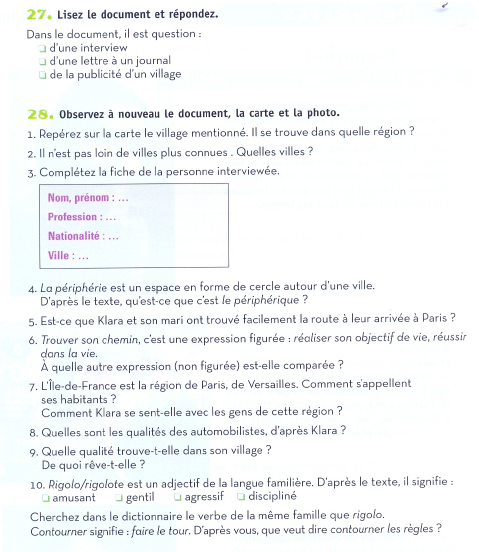 27. Lisez le document et répondez.
Dans le document, il est question :
❑ d'une interview
❑ d'une lettre à un journal
❑ de la publicité d'un village
28. Observez à nouveau le document, la carte et la photo.
1. Repérez sur la carte le village mentionné. Il se trouve dans quelle région ?
2. Il n'est pas loin de villes plus connues . Quelles villes ?
3. Complétez la fiche de la personne interviewée.
Nom, prénom : ...
Profession : ...
Nationalité : ...
Ville : ...
4. La périphérie est un espace en forme de cercle autour d'une ville.
D'après le texte, qu'est-ce que c'est le périphérique ?
5. Est-ce que Klara et son mari ont trouvé facilement la route à leur arrivée à Paris ?
6. Trouver son chemin, c'est une expression figurée : réaliser son objectif de vie, réussir
dans la vie.
À quelle autre expression (non figurée) est-elle comparée ?
7. L'Île-de-France est la région de Paris, de Versailles. Comment s'appellent
ses habitants ?
Comment Klara se sent-elle avec les gens de cette région ?
8. Quelles sont les qualités des automobilistes, d'après Klara ?
9. Quelle qualité trouve-t-elle dans son village ?
De quoi rêve-t-elle ?
10. Rigolo/rigolote est un adjectif de la langue familière. D'après le texte, il signifie :
❑ amusant ❑ gentil ❑ agressif ❑ discipliné
Cherchez dans le dictionnaire le verbe de la même famille que rigolo.
Contourner signifie : faire le tour. D'après vous, que veut dire contourner les règles ?